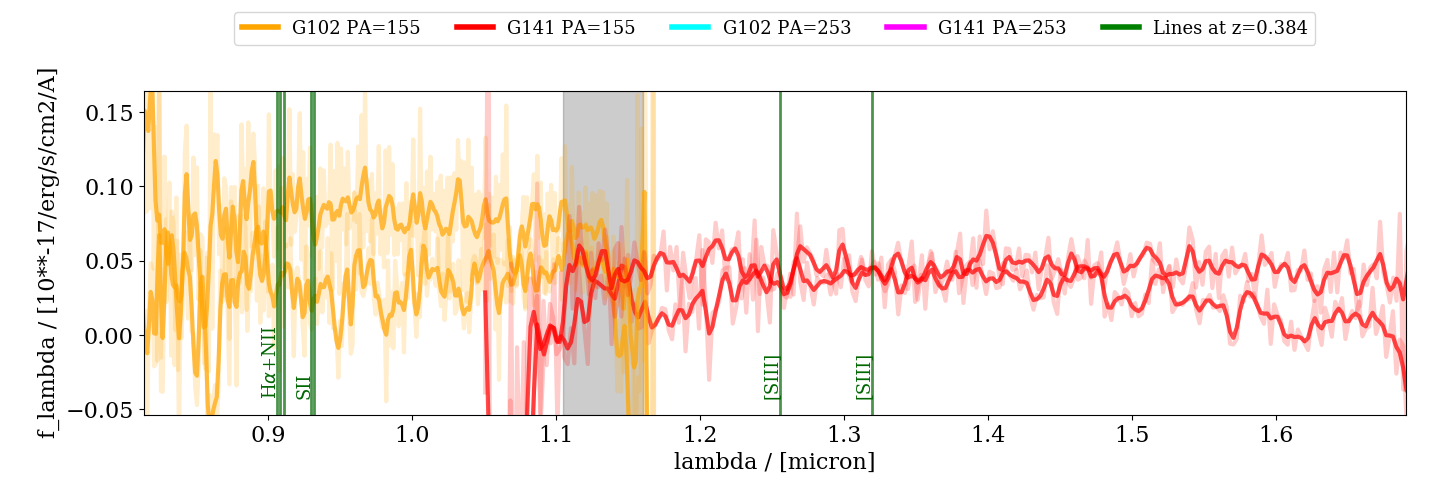 G102 PA=155 G141 PA=155 G102 PA=253 G141 PA=253 Lines at z=0.384
f_lambda / [10**-17/erg/s/cm2/A]
0.15
0.10
0.05
0.00
−0.05
Hα+NII
SII
[SIII]
[SIII]
0.9 1.0 1.1 1.2 1.3 1.4 1.5 1.6
lambda / [micron]